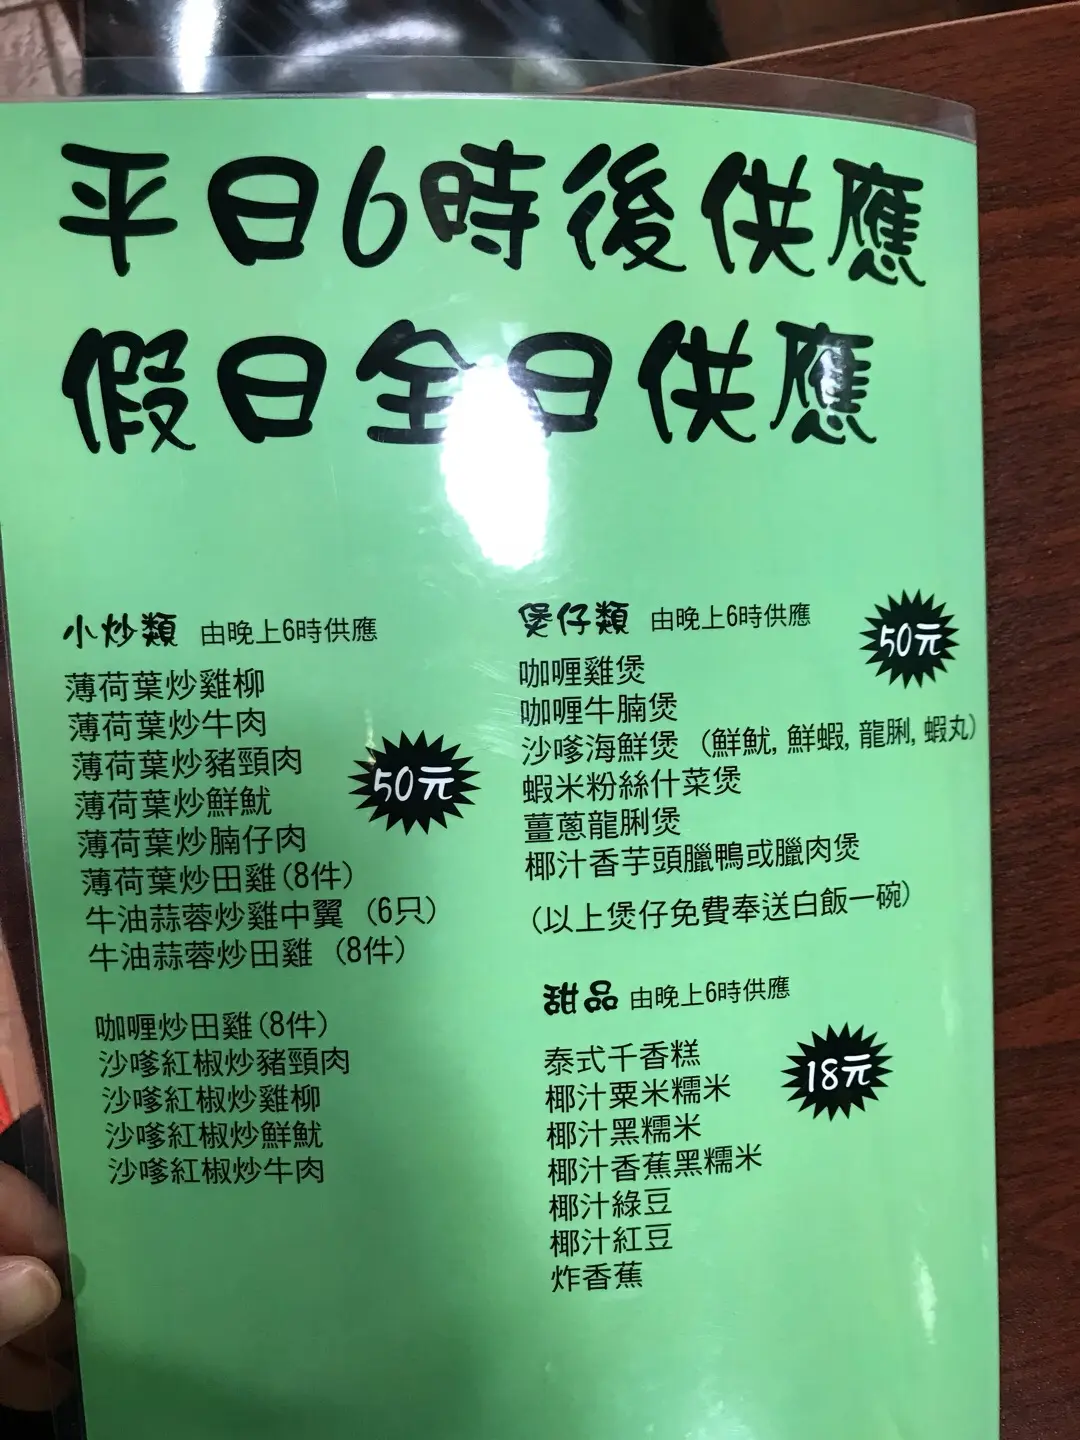 平日6時後供應
假日全日供應
小炒類 由晚上6時供應
薄荷葉炒雞柳
薄荷葉炒牛肉
薄荷葉炒豬頸肉
薄荷葉炒鮮魷
薄荷葉炒腩仔肉
薄荷葉炒田雞(8件)
牛油蒜蓉炒雞中翼 (6只)
牛油蒜蓉炒田雞 (8件)
50元
咖喱炒田雞(8件)
沙嗲紅椒炒豬頸肉
沙嗲紅椒炒雞柳
沙嗲紅椒炒鮮魷
沙嗲紅椒炒牛肉
煲仔類 由晚上6時供應
50元
咖喱雞煲
咖喱牛腩煲
沙嗲海鮮煲 (鮮魷, 鮮蝦, 龍脷, 蝦丸)
蝦米粉絲什菜煲
薑蔥龍脷煲
椰汁香芋頭臘鴨或臘肉煲
(以上煲仔免費奉送白飯一碗)
甜品 由晚上6時供應
18元
泰式千香糕
椰汁粟米糯米
椰汁黑糯米
椰汁香蕉黑糯米
椰汁綠豆
椰汁紅豆
炸香蕉